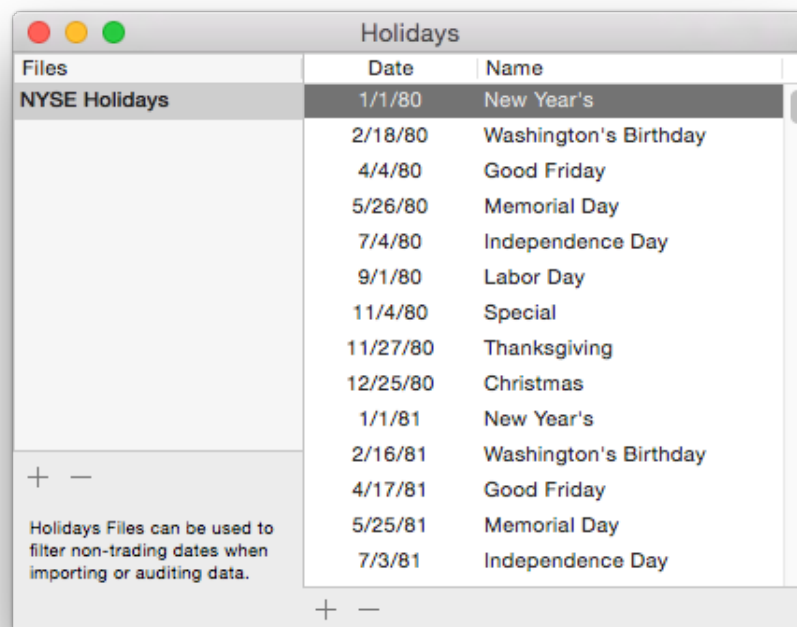 Holidays
Files
NYSE Holidays
Holidays Files can be used to
filter non-trading dates when
importing or auditing data.
Date Name
1/1/80 New Year's
2/18/80 Washington's Birthday
4/4/80 Good Friday
5/26/80 Memorial Day
7/4/80 Independence Day
9/1/80 Labor Day
11/4/80 Special
11/27/80 Thanksgiving
12/25/80 Christmas
1/1/81 New Year's
2/16/81 Washington's Birthday
4/17/81 Good Friday
5/25/81 Memorial Day
7/3/81 Independence Day